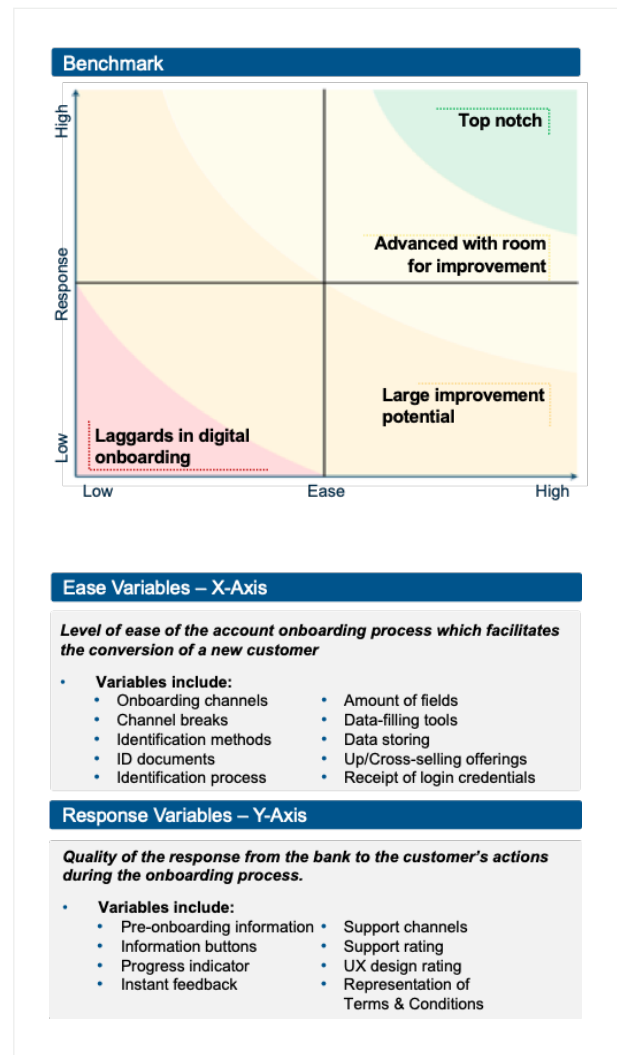 Benchmark
High
Top notch
Advanced with room
for improvement
Response
Large improvement
potential
Laggards in digital
onboarding
Low
Low
Ease
High
Ease Variables – X-Axis
Level of ease of the account onboarding process which facilitates
the conversion of a new customer
• Variables include:
• Onboarding channels
• Channel breaks
• Identification methods
• ID documents
• Identification process
• Amount of fields
• Data-filling tools
• Data storing
• Up/Cross-selling offerings
• Receipt of login credentials
Response Variables – Y-Axis
Quality of the response from the bank to the customer’s actions
during the onboarding process.
• Variables include:
• Pre-onboarding information
• Information buttons
• Progress indicator
• Instant feedback
• Support channels
• Support rating
• UX design rating
• Representation of
Terms & Conditions